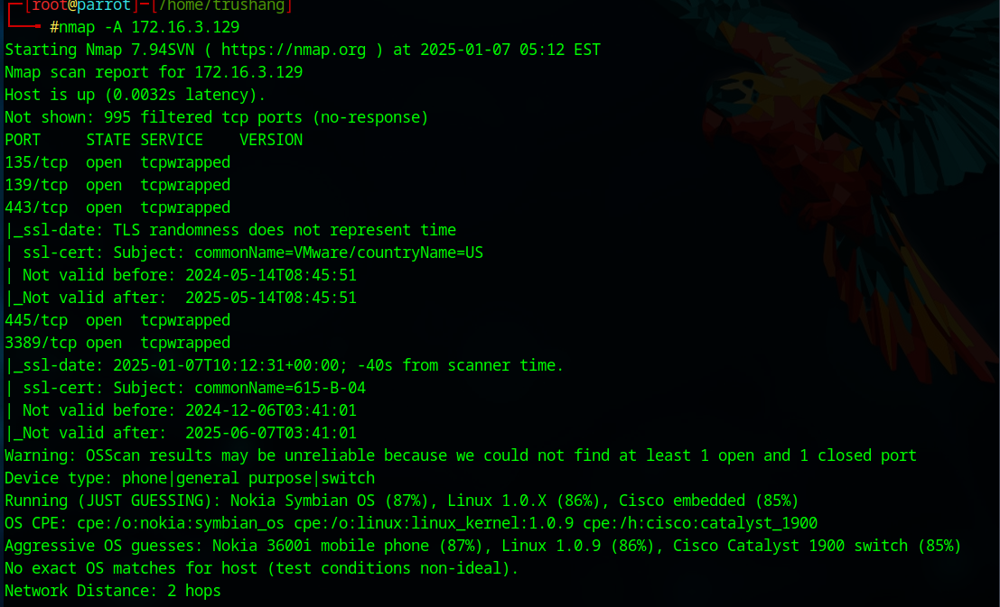 ┌─[root@parrot]─[/home/trushang]
└──╼ #nmap -A 172.16.3.129
Starting Nmap 7.94SVN ( https://nmap.org ) at 2025-01-07 05:12 EST
Nmap scan report for 172.16.3.129
Host is up (0.0032s latency).
Not shown: 995 filtered tcp ports (no-response)
PORT     STATE SERVICE    VERSION
135/tcp  open  tcpwrapped
139/tcp  open  tcpwrapped
443/tcp  open  tcpwrapped
|_ssl-date: TLS randomness does not represent time
| ssl-cert: Subject: commonName=VMware/countryName=US
| Not valid before: 2024-05-14T08:45:51
|_Not valid after:  2025-05-14T08:45:51
445/tcp  open  tcpwrapped
3389/tcp open  tcpwrapped
|_ssl-date: 2025-01-07T10:12:31+00:00; -40s from scanner time.
| ssl-cert: Subject: commonName=615-B-04
| Not valid before: 2024-12-06T03:41:01
|_Not valid after:  2025-06-07T03:41:01
Warning: OSScan results may be unreliable because we could not find at least 1 open and 1 closed port
Device type: phone|general purpose|switch
Running (JUST GUESSING): Nokia Symbian OS (87%), Linux 1.0.X (86%), Cisco embedded (85%)
OS CPE: cpe:/o:nokia:symbian_os cpe:/o:linux:linux_kernel:1.0.9 cpe:/h:cisco:catalyst_1900
Aggressive OS guesses: Nokia 3600i mobile phone (87%), Linux 1.0.9 (86%), Cisco Catalyst 1900 switch (85%)
No exact OS matches for host (test conditions non-ideal).
Network Distance: 2 hops